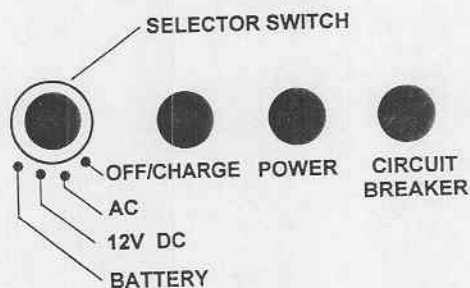 SELECTOR SWITCH
OFF/CHARGE
POWER
CIRCUIT
BREAKER
AC
12V DC
BATTERY